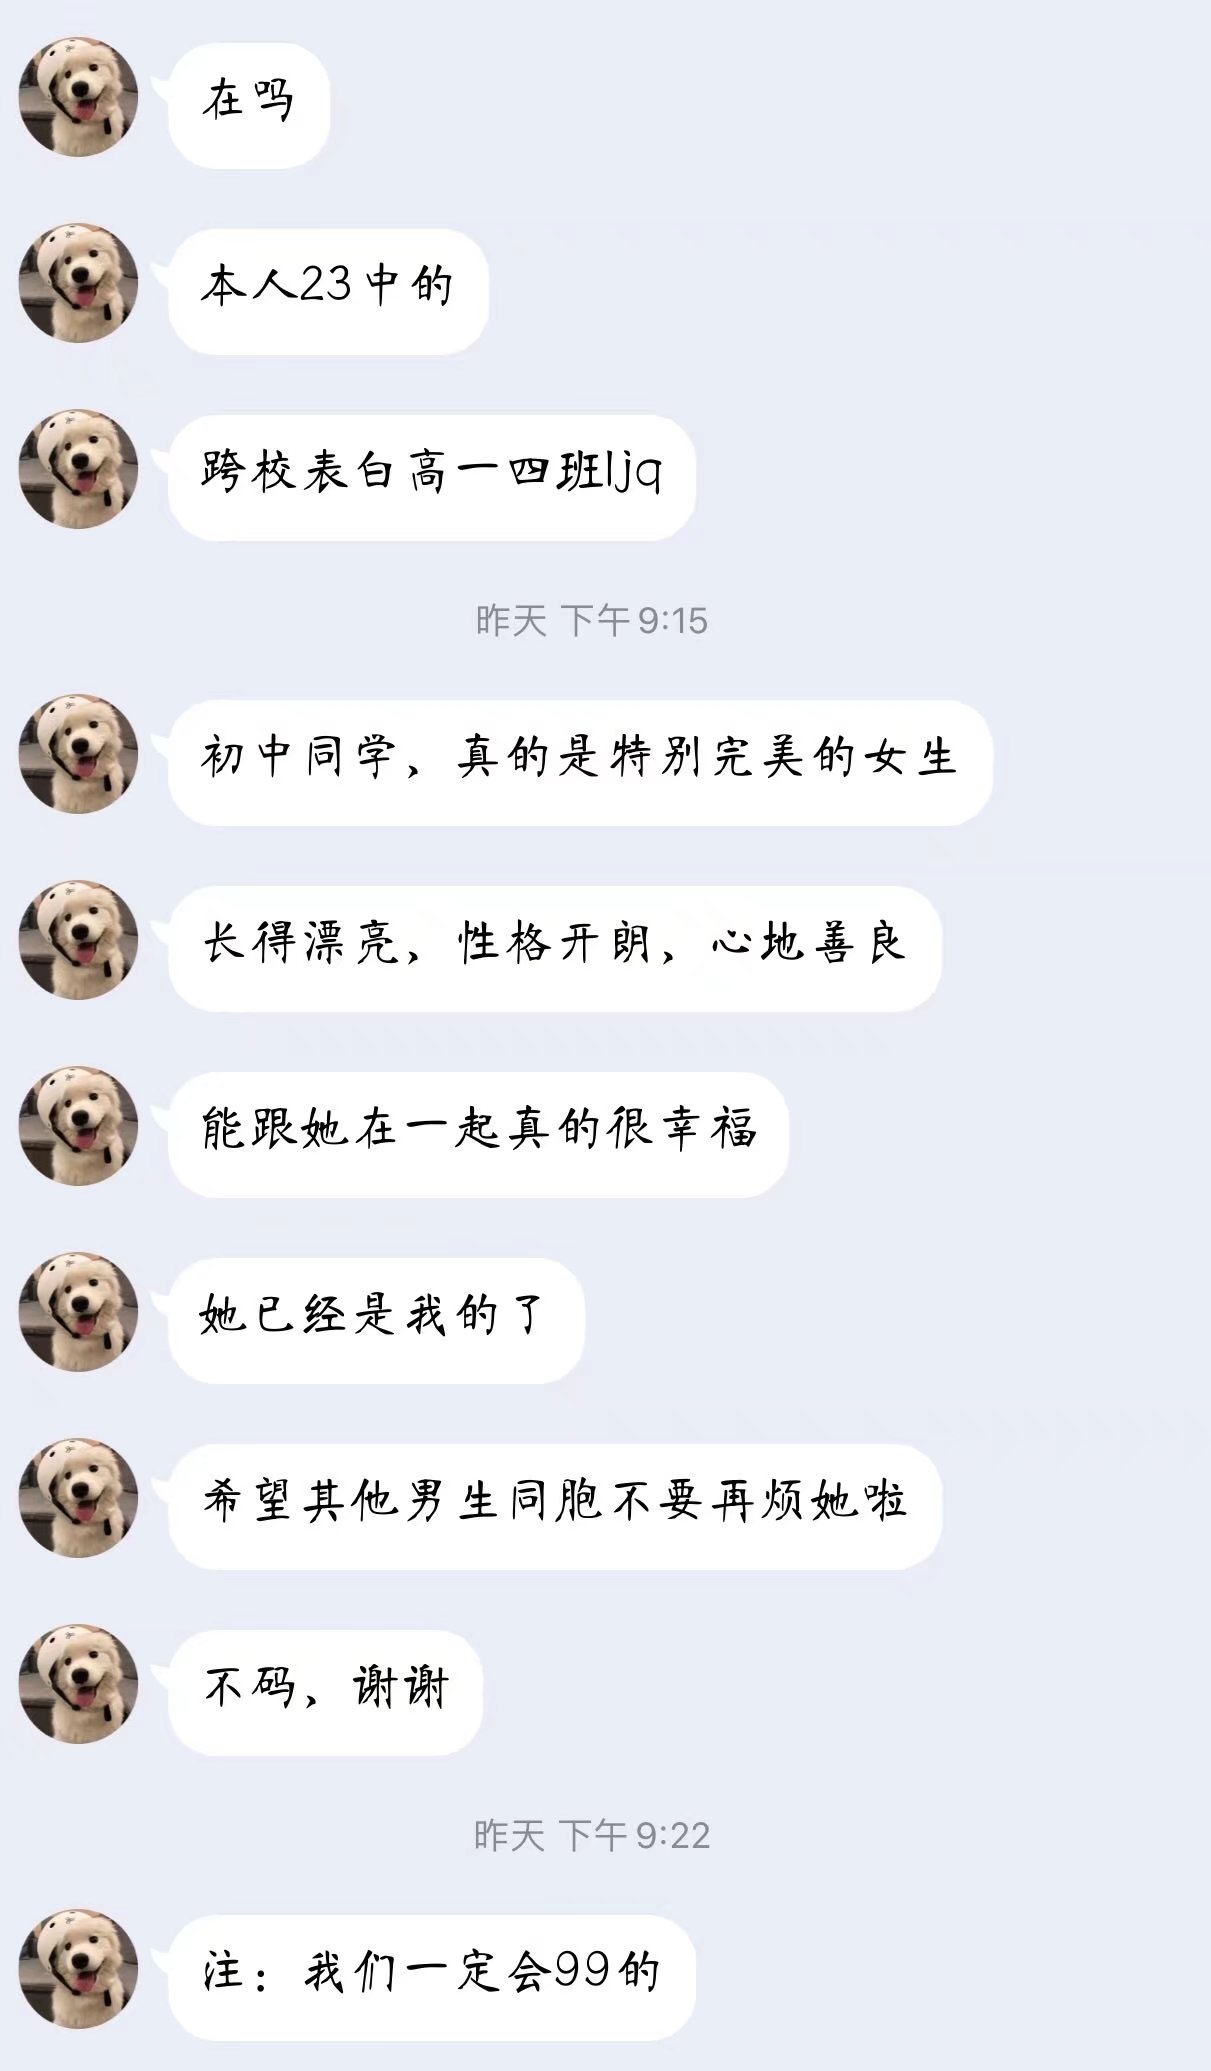 在吗
本人23中的
跨校表白高一四班ljq
昨天 下午9:15
初中同学，真的是特别完美的女生
长得漂亮，性格开朗，心地善良
能跟她在一起真的很幸福
她已经是我的了
希望其他男生同胞不要再烦她啦
不码，谢谢
昨天 下午9:22
注：我们一定会99的